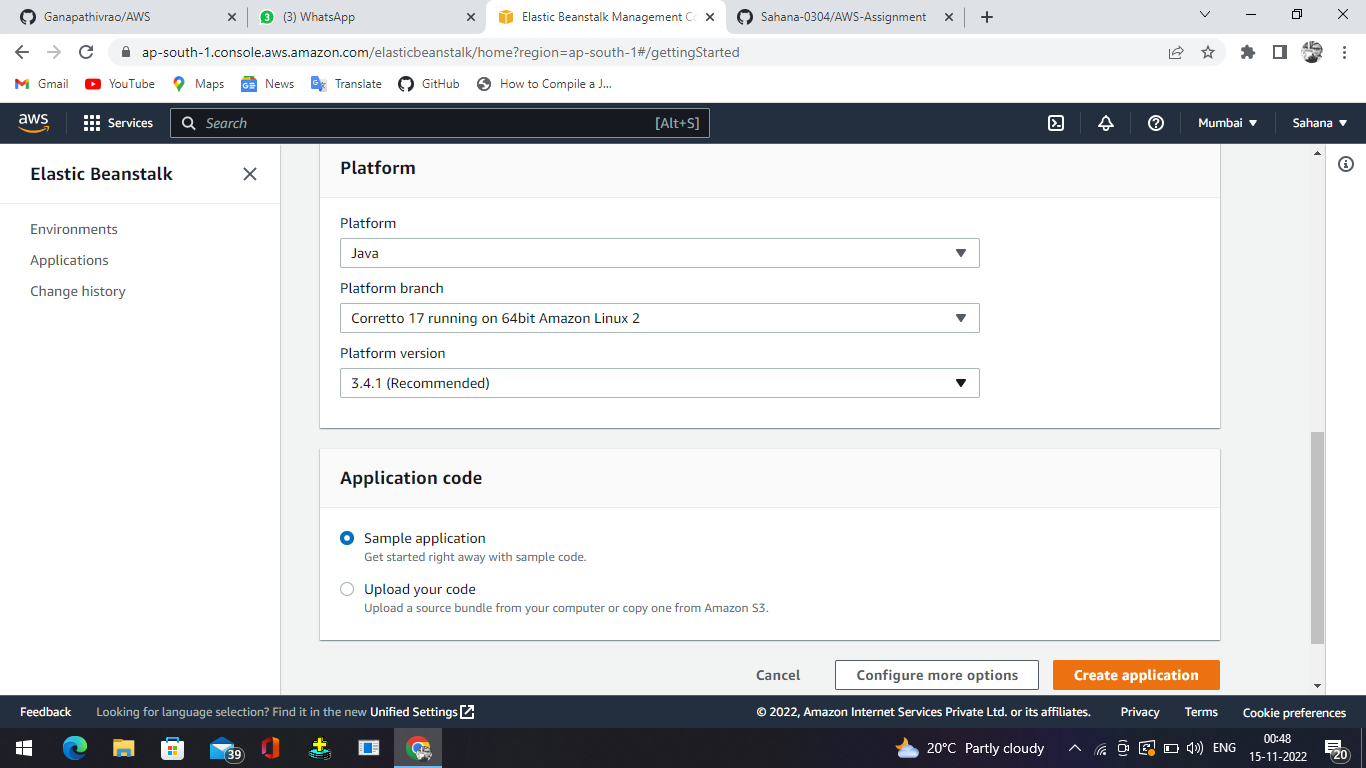 Ganapathivrao/AWS
3
(3) WhatsApp
Elastic Beanstalk Management Co
Sahana-0304/AWS-Assignment
ap-south-1.console.aws.amazon.com/elasticbeanstalk/home?region=ap-south-1#/gettingStarted
Gmail
YouTube
Maps
News
Translate
GitHub
How to Compile a J...
aws
Services
Search
[Alt+S]
Mumbai
Sahana
Elastic Beanstalk
Environments
Applications
Change history
Platform
Platform
Java
Platform branch
Corretto 17 running on 64bit Amazon Linux 2
Platform version
3.4.1 (Recommended)
Application code
Sample application
Get started right away with sample code.
Upload your code
Upload a source bundle from your computer or copy one from Amazon S3.
Cancel
Configure more options
Create application
Feedback
Looking for language selection? Find it in the new Unified Settings
© 2022, Amazon Internet Services Private Ltd. or its affiliates.
Privacy
Terms
Cookie preferences
39
20°C Partly cloudy
ENG
00:48
15-11-2022
20